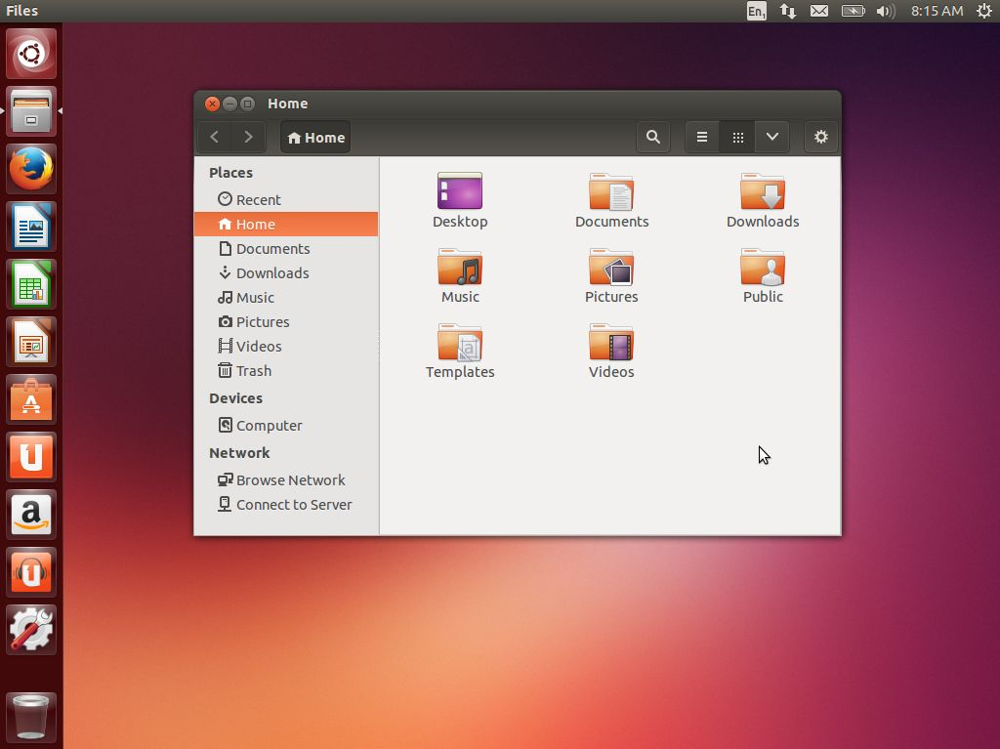 Files
En1
8:15 AM
Home
Home
Places
Recent
Home
Documents
Downloads
Music
Pictures
Videos
Trash
Devices
Computer
Network
Browse Network
Connect to Server
Desktop
Documents
Downloads
Music
Pictures
Public
Templates
Videos